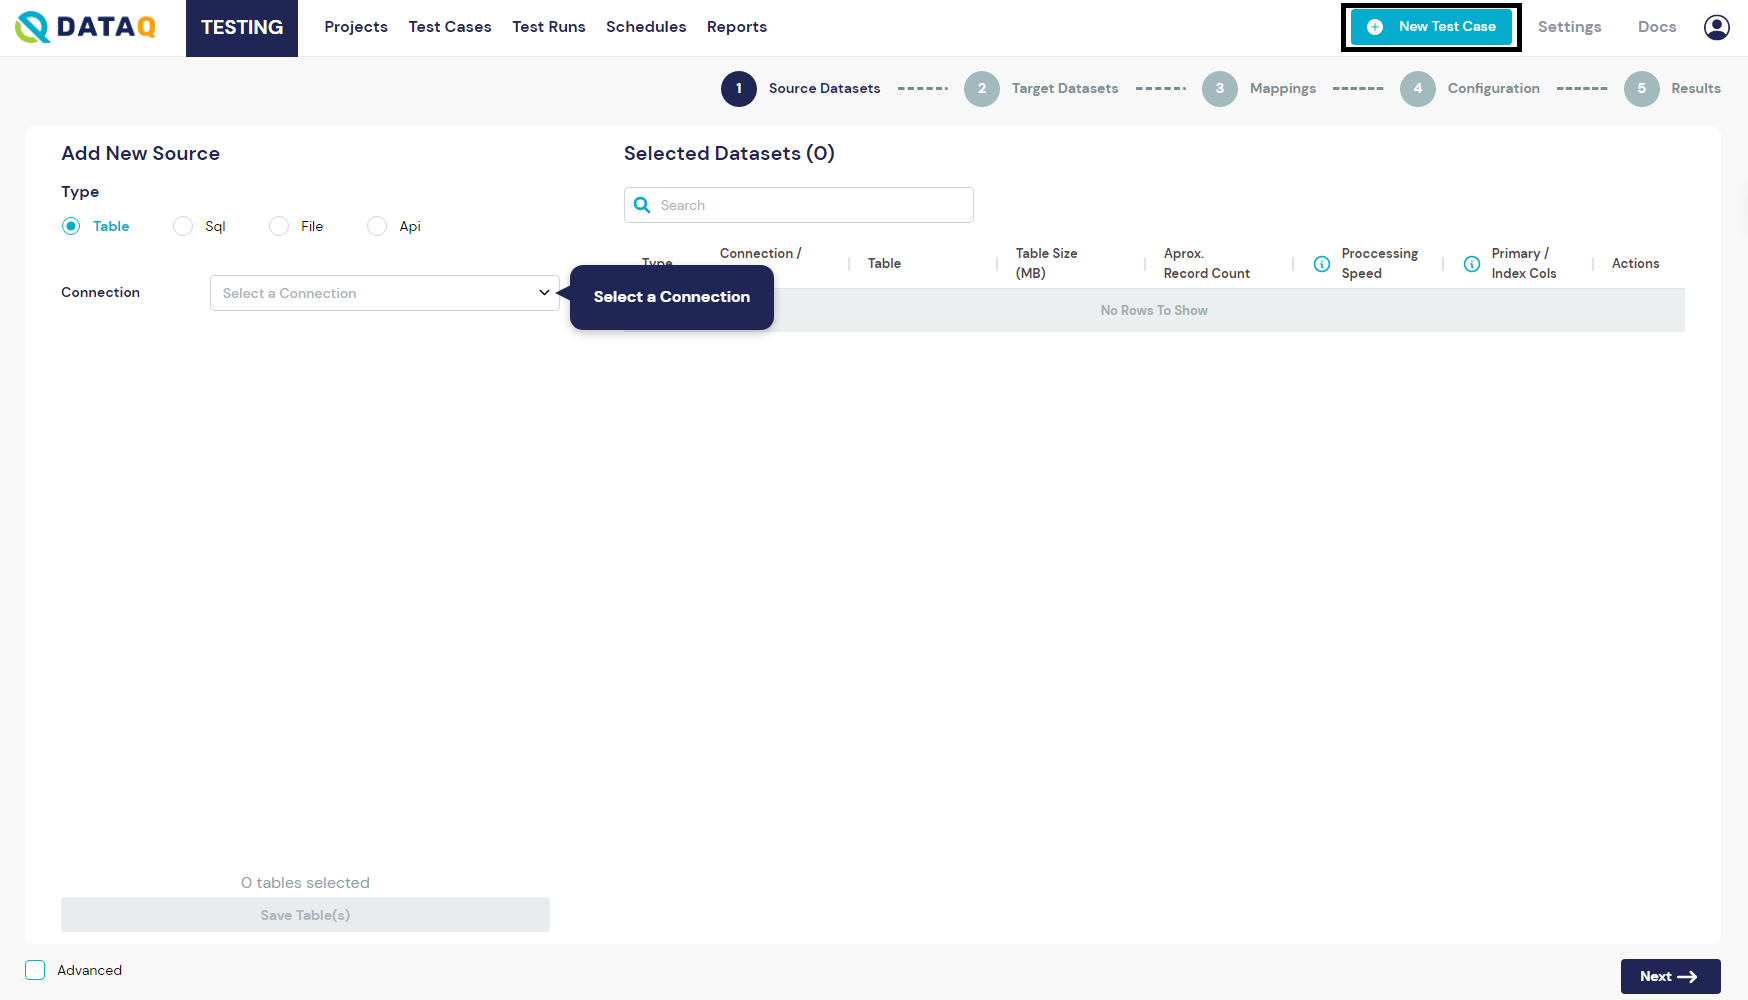 DATAQ
TESTING
Projects Test Cases Test Runs Schedules Reports
New Test Case
Settings
Docs
1 Source Datasets 2 Target Datasets 3 Mappings 4 Configuration 5 Results
Add New Source
Type
Table Sql File Api
Connection
Select a Connection
Select a Connection
0 tables selected
Save Table(s)
Selected Datasets (0)
Search
Type
Connection /
Table
Table Size
(MB)
Aprox.
Record Count
Proccessing
Speed
Primary /
Index Cols
Actions
No Rows To Show
Advanced
Next